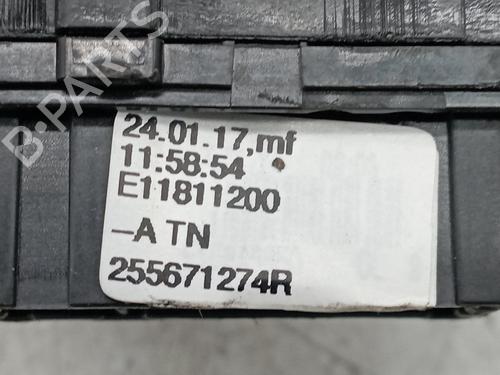 B-PARTS
24.01.17,mf
11:58:54
E11811200
-A TN
255671274R